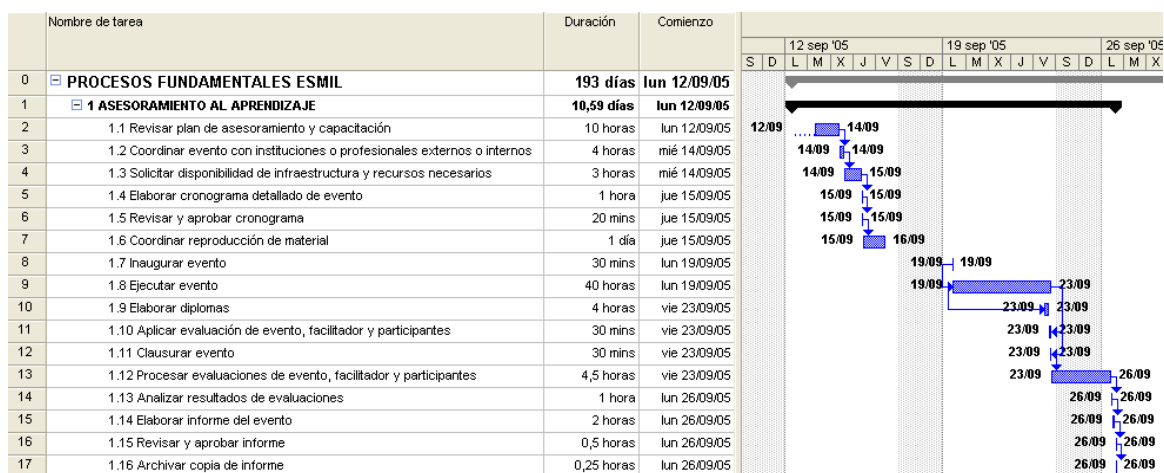 Nombre de tarea Duración Comienzo
12 sep '05 19 sep '05 26 sep '05
S D L M X J V S D L M X J V S D L M X
0 PROCESOS FUNDAMENTALES ESMIL 193 días lun 12/09/05
1 1 ASESORAMIENTO AL APRENDIZAJE 10,59 días lun 12/09/05
2 1.1 Revisar plan de asesoramiento y capacitación 10 horas lun 12/09/05 12/09 14/09
3 1.2 Coordinar evento con instituciones o profesionales externos o internos 4 horas mié 14/09/05 14/09 14/09
4 1.3 Solicitar disponibilidad de infraestructura y recursos necesarios 3 horas mié 14/09/05 14/09 15/09
5 1.4 Elaborar cronograma detallado de evento 1 hora jue 15/09/05 15/09 15/09
6 1.5 Revisar y aprobar cronograma 20 mins jue 15/09/05 15/09 15/09
7 1.6 Coordinar reproducción de material 1 día jue 15/09/05 15/09 16/09
8 1.7 Inaugurar evento 30 mins lun 19/09/05 19/09 19/09
9 1.8 Ejecutar evento 40 horas lun 19/09/05 19/09 23/09
10 1.9 Elaborar diplomas 4 horas vie 23/09/05 23/09 23/09
11 1.10 Aplicar evaluación de evento, facilitador y participantes 30 mins vie 23/09/05 23/09 23/09
12 1.11 Clausurar evento 30 mins vie 23/09/05 23/09 23/09
13 1.12 Procesar evaluaciones de evento, facilitador y participantes 4,5 horas vie 23/09/05 23/09 26/09
14 1.13 Analizar resultados de evaluaciones 1 hora lun 26/09/05 26/09 26/09
15 1.14 Elaborar informe del evento 2 horas lun 26/09/05 26/09 26/09
16 1.15 Revisar y aprobar informe 0,5 horas lun 26/09/05 26/09 26/09
17 1.16 Archivar copia de informe 0,25 horas lun 26/09/05 26/09 26/09